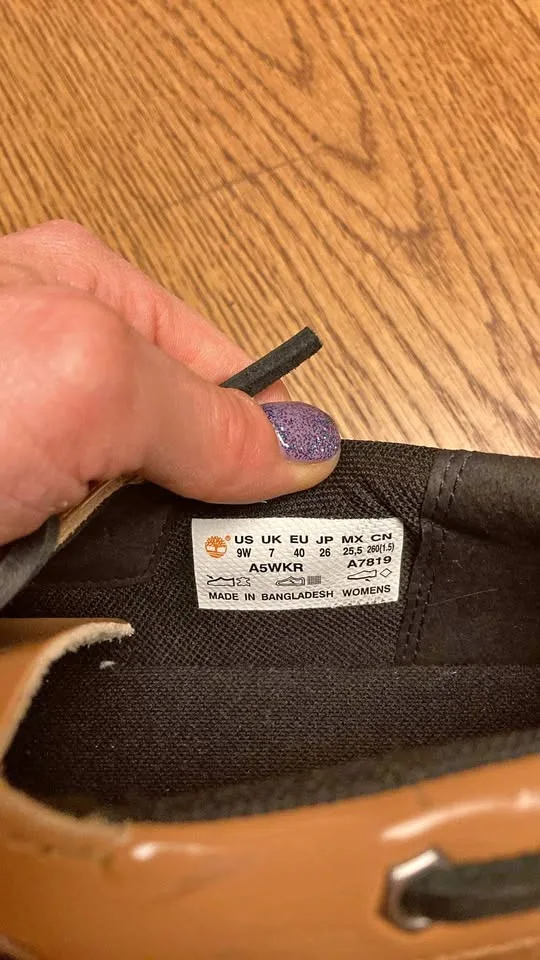 ® US UK EU JP MX CN
9W 7 40 26 25,5 260(1.5)
A5WKR A7819
MADE IN BANGLADESH WOMENS